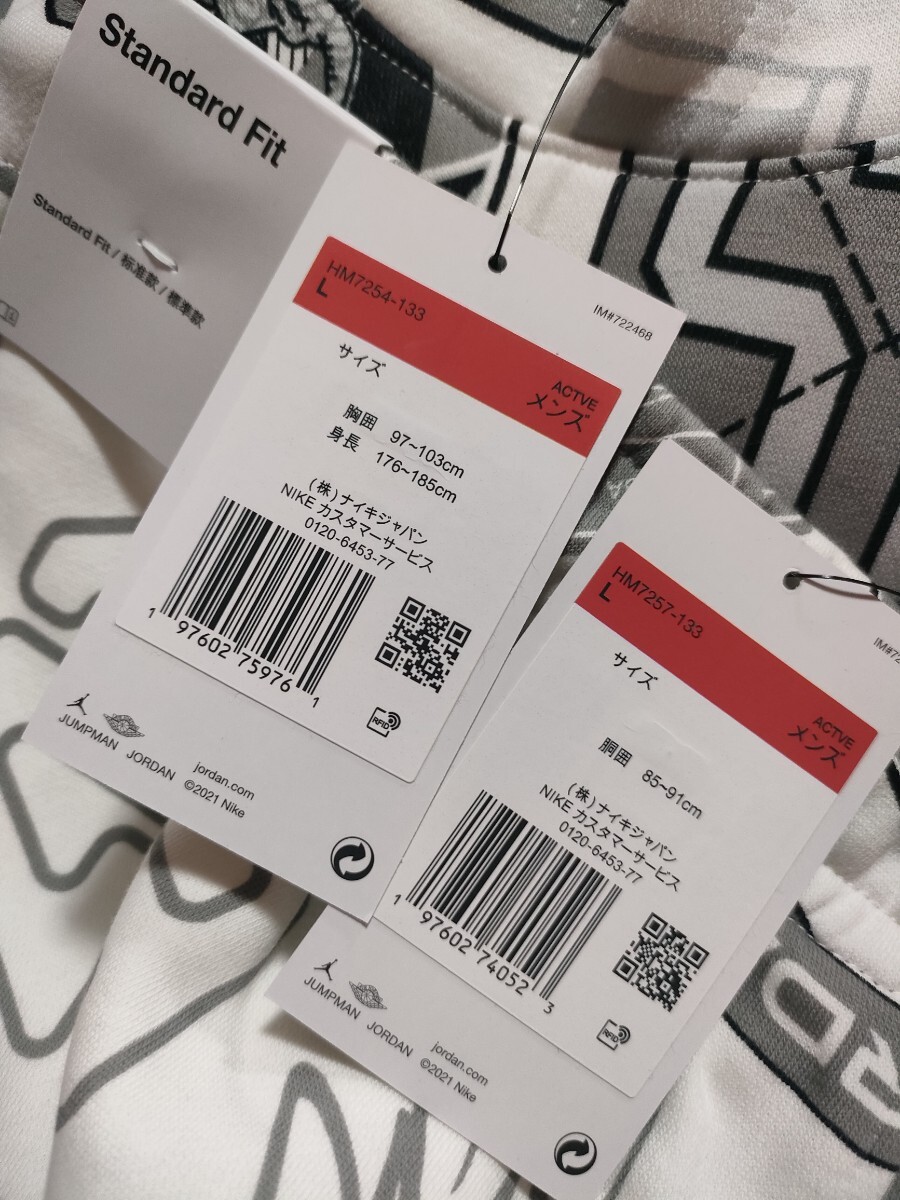 Standard Fit
Standard Fit / 标准款 / 標準款
IM#722468
HM7254-133
L
ACTVE
メンズ
サイズ
胸囲 97~103cm
身長 176~185cm
(株)ナイキジャパン
NIKE カスタマーサービス
0120-6453-77
1 97602 75976 1
RFID
JUMPMAN JORDAN
jordan.com
©2021 Nike
IM#72
HM7257-133
L
ACTVE
メンズ
サイズ
胴囲 85~91cm
(株)ナイキジャパン
NIKE カスタマーサービス
0120-6453-77
1 97602 74052 3
RFID
JUMPMAN JORDAN
jordan.com
©2021 Nike
ORD